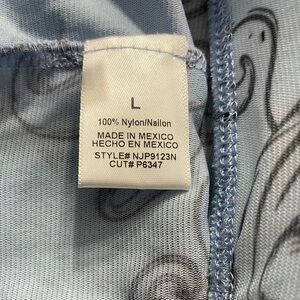 L
100% Nylon/Nailon
MADE IN MEXICO
HECHO EN MEXICO
STYLE# NJP9123N
CUT# P6347